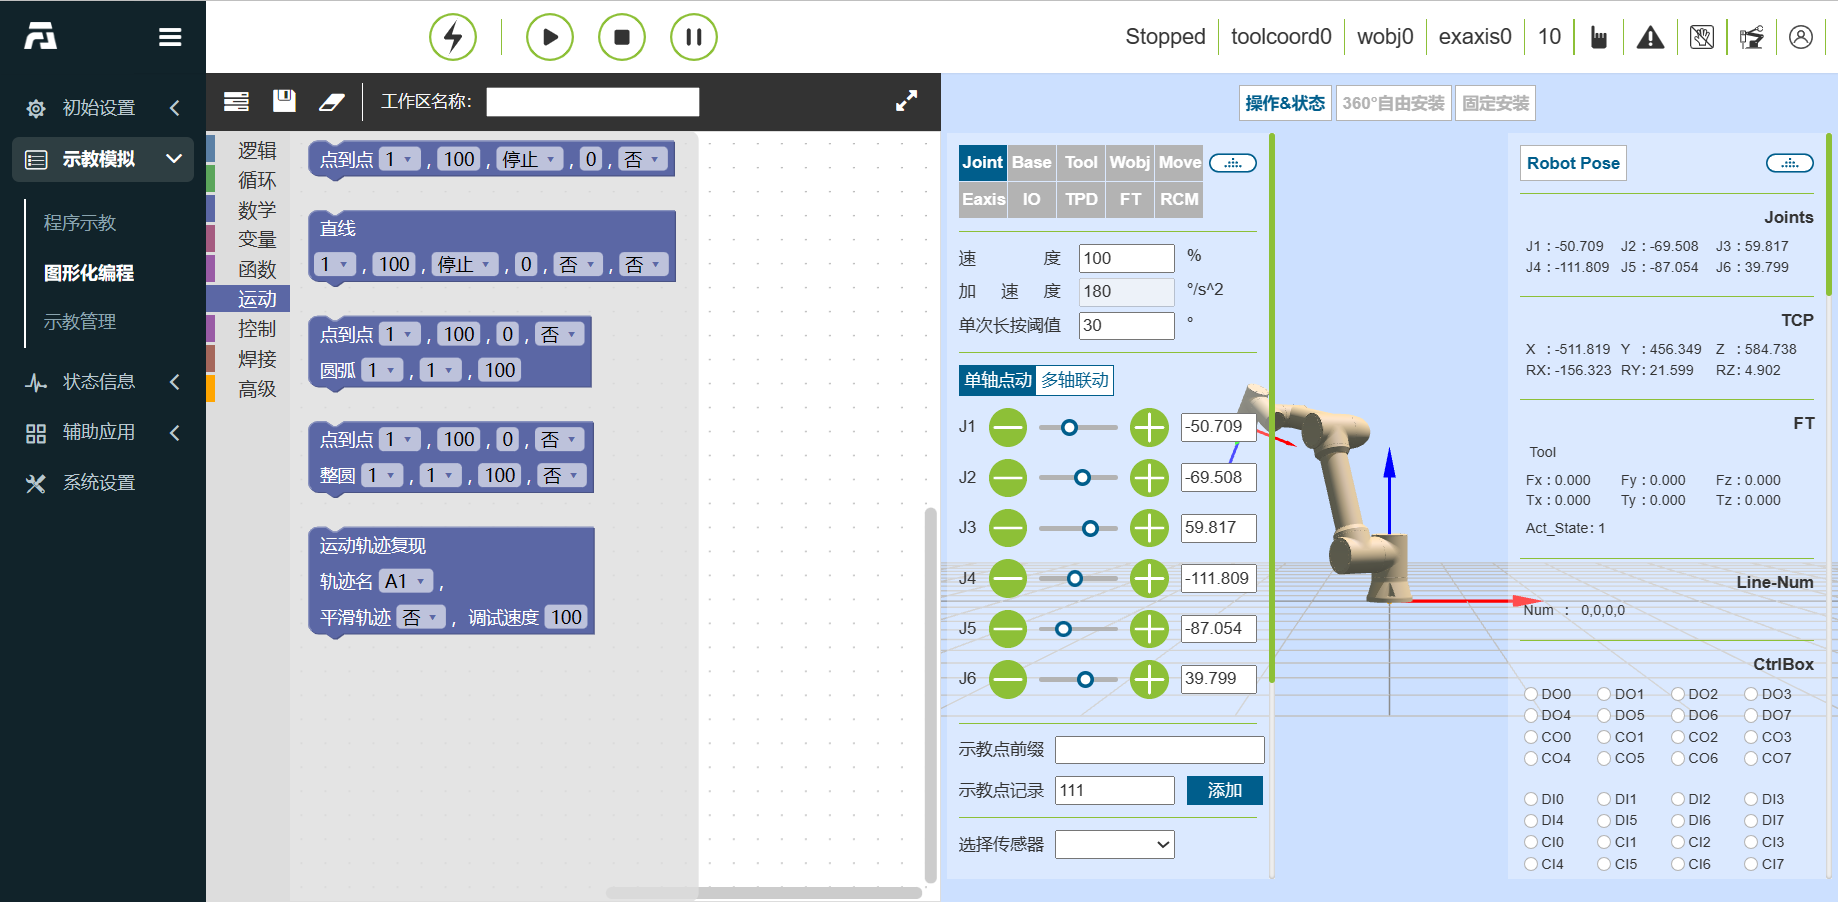 Stopped
toolcoord0
wobj0
exaxis0
10
初始设置
示教模拟
程序示教
图形化编程
示教管理
状态信息
辅助应用
系统设置
工作区名称:
逻辑
循环
数学
变量
函数
运动
控制
焊接
高级
点到点 1 , 100 , 停止 , 0 , 否
直线
1 , 100 , 停止 , 0 , 否 , 否
点到点 1 , 100 , 0 , 否
圆弧 1 , 1 , 100
点到点 1 , 100 , 0 , 否
整圆 1 , 1 , 100 , 否
运动轨迹复现
轨迹名 A1 ,
平滑轨迹 否 , 调试速度 100
操作&状态 360°自由安装 固定安装
Joint Base Tool Wobj Move
Eaxis IO TPD FT RCM
速 度 100 %
加 速 度 180 °/s^2
单次长按阈值 30 °
单轴点动 多轴联动
J1 -50.709
J2 -69.508
J3 59.817
J4 -111.809
J5 -87.054
J6 39.799
示教点前缀
示教点记录 111 添加
选择传感器
Robot Pose
Joints
J1 : -50.709 J2 : -69.508 J3 : 59.817
J4 : -111.809 J5 : -87.054 J6 : 39.799
TCP
X : -511.819 Y : 456.349 Z : 584.738
RX: -156.323 RY: 21.599 RZ: 4.902
FT
Tool
Fx : 0.000 Fy : 0.000 Fz : 0.000
Tx : 0.000 Ty : 0.000 Tz : 0.000
Act_State: 1
Line-Num
Num : 0,0,0,0
CtrlBox
DO0 DO1 DO2 DO3
DO4 DO5 DO6 DO7
CO0 CO1 CO2 CO3
CO4 CO5 CO6 CO7
DI0 DI1 DI2 DI3
DI4 DI5 DI6 DI7
CI0 CI1 CI2 CI3
CI4 CI5 CI6 CI7